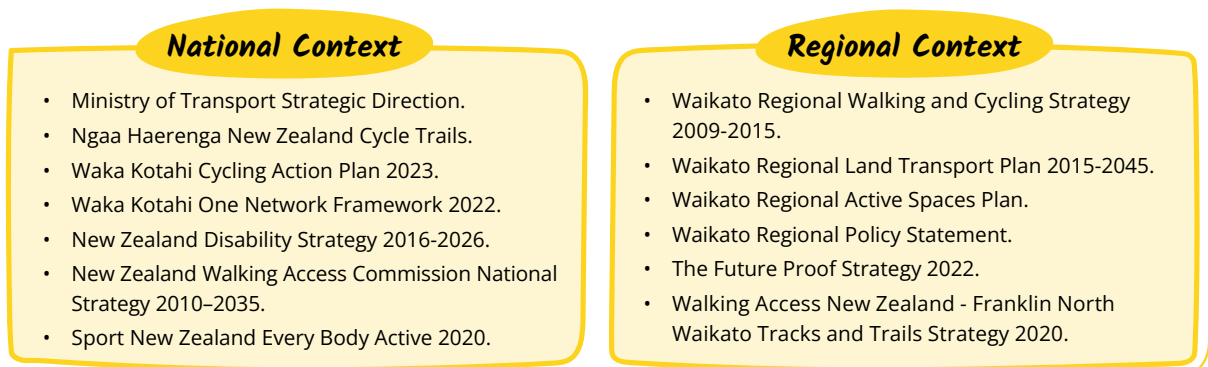 National Context
• Ministry of Transport Strategic Direction.
• Ngaa Haerenga New Zealand Cycle Trails.
• Waka Kotahi Cycling Action Plan 2023.
• Waka Kotahi One Network Framework 2022.
• New Zealand Disability Strategy 2016-2026.
• New Zealand Walking Access Commission National
Strategy 2010–2035.
• Sport New Zealand Every Body Active 2020.
Regional Context
• Waikato Regional Walking and Cycling Strategy
2009-2015.
• Waikato Regional Land Transport Plan 2015-2045.
• Waikato Regional Active Spaces Plan.
• Waikato Regional Policy Statement.
• The Future Proof Strategy 2022.
• Walking Access New Zealand - Franklin North
Waikato Tracks and Trails Strategy 2020.